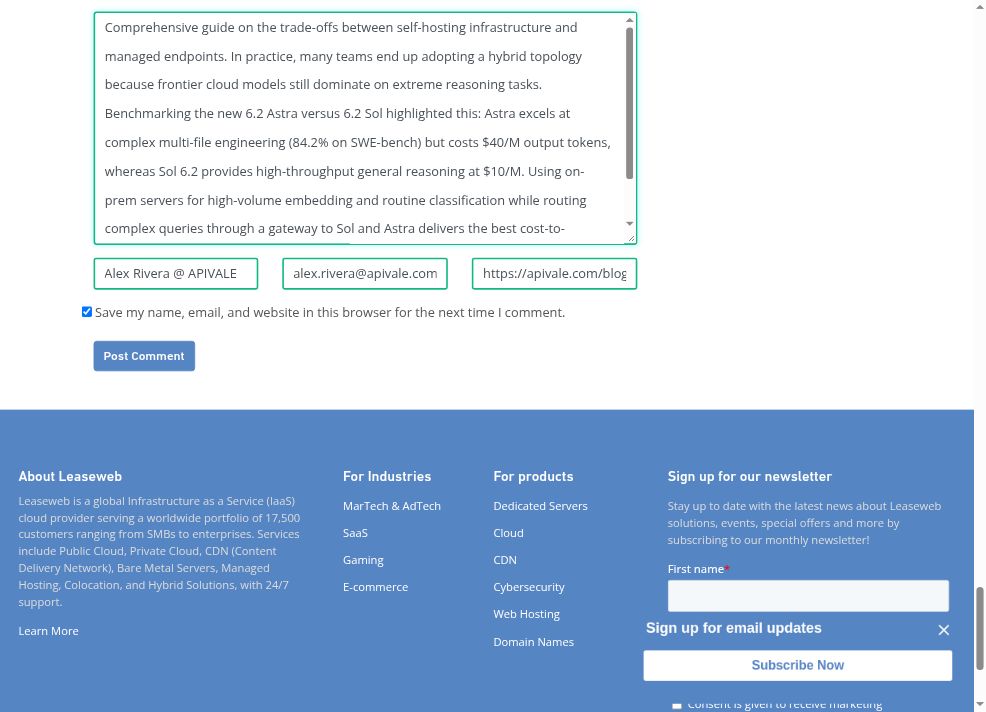 Comprehensive guide on the trade-offs between self-hosting infrastructure and
managed endpoints. In practice, many teams end up adopting a hybrid topology
because frontier cloud models still dominate on extreme reasoning tasks.
Benchmarking the new 6.2 Astra versus 6.2 Sol highlighted this: Astra excels at
complex multi-file engineering (84.2% on SWE-bench) but costs $40/M output tokens,
whereas Sol 6.2 provides high-throughput general reasoning at $10/M. Using on-
prem servers for high-volume embedding and routine classification while routing
complex queries through a gateway to Sol and Astra delivers the best cost-to-
Alex Rivera @ APIVALE
alex.rivera@apivale.com
https://apivale.com/blog
Save my name, email, and website in this browser for the next time I comment.
Post Comment
About Leaseweb
Leaseweb is a global Infrastructure as a Service (IaaS)
cloud provider serving a worldwide portfolio of 17,500
customers ranging from SMBs to enterprises. Services
include Public Cloud, Private Cloud, CDN (Content
Delivery Network), Bare Metal Servers, Managed
Hosting, Colocation, and Hybrid Solutions, with 24/7
support.
Learn More
For Industries
MarTech & AdTech
SaaS
Gaming
E-commerce
For products
Dedicated Servers
Cloud
CDN
Cybersecurity
Web Hosting
Domain Names
Sign up for our newsletter
Stay up to date with the latest news about Leaseweb
solutions, events, special offers and more by
subscribing to our monthly newsletter!
First name*
Sign up for email updates
Subscribe Now
Consent is given to receive marketing